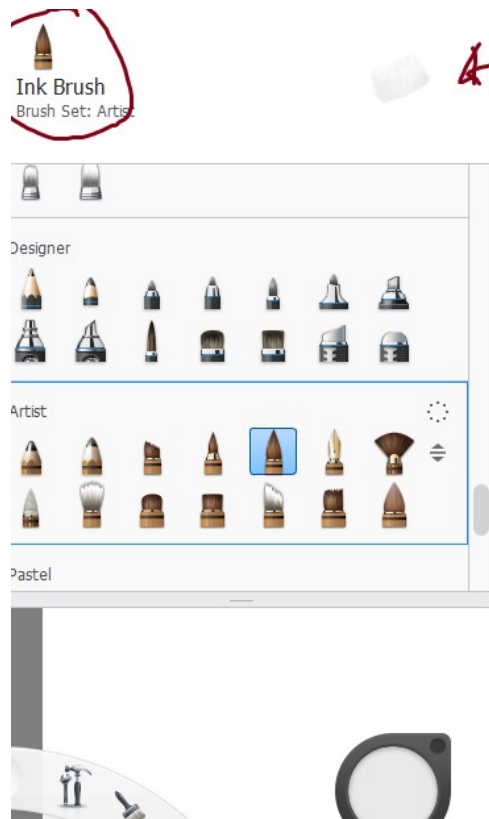 Ink Brush
Brush Set: Artist
Designer
Artist
Pastel